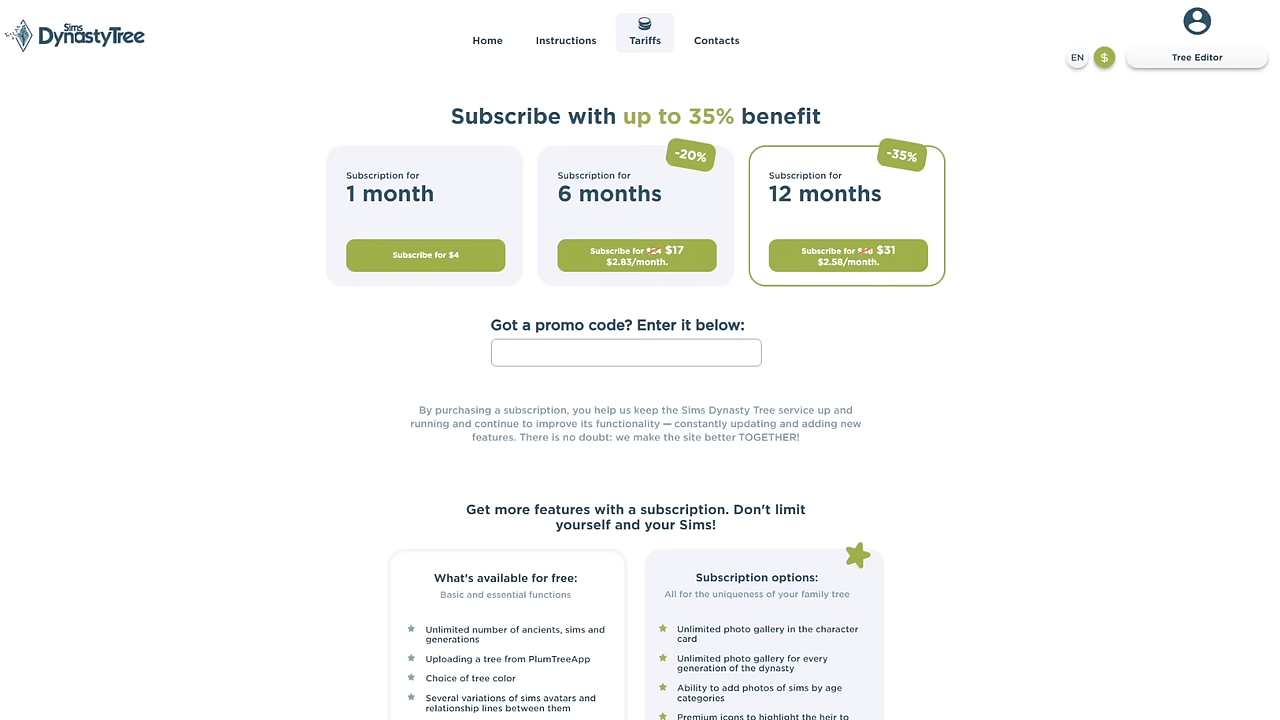 Sims
DynastyTree
Home
Instructions
Tariffs
Contacts
EN
$
Tree Editor
Subscribe with up to 35% benefit
Subscription for
1 month
Subscribe for $4
-20%
Subscription for
6 months
Subscribe for $17
$2.83/month.
-35%
Subscription for
12 months
Subscribe for $31
$2.58/month.
Got a promo code? Enter it below:
By purchasing a subscription, you help us keep the Sims Dynasty Tree service up and
running and continue to improve its functionality — constantly updating and adding new
features. There is no doubt: we make the site better TOGETHER!
Get more features with a subscription. Don't limit
yourself and your Sims!
What's available for free:
Basic and essential functions
Unlimited number of ancients, sims and
generations
Uploading a tree from PlumTreeApp
Choice of tree color
Several variations of sims avatars and
relationship lines between them
Subscription options:
All for the uniqueness of your family tree
Unlimited photo gallery in the character
card
Unlimited photo gallery for every
generation of the dynasty
Ability to add photos of sims by age
categories
Premium icons to highlight the heir to